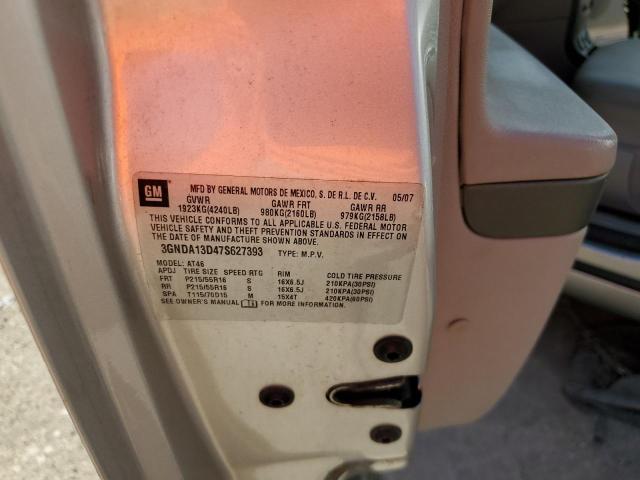 GM MFD BY GENERAL MOTORS DE MEXICO, S. DE R.L. DE C.V. 05/07
GVWR GAWR FRT GAWR RR
1923KG(4240LB) 980KG(2160LB) 979KG(2158LB)
THIS VEHICLE CONFORMS TO ALL APPLICABLE U.S. FEDERAL MOTOR
VEHICLE SAFETY AND THEFT PREVENTION STANDARDS IN EFFECT ON
THE DATE OF MANUFACTURE SHOWN ABOVE.
3GNDA13D47S627393 TYPE: M.P.V.
MODEL: AT46
APDJ TIRE SIZE SPEED RTG RIM COLD TIRE PRESSURE
FRT P215/55R16 S 16X6.5J 210KPA(30PSI)
RR P215/55R16 S 16X6.5J 210KPA(30PSI)
SPA T115/70D15 M 15X4T 420KPA(60PSI)
SEE OWNER'S MANUAL FOR MORE INFORMATION.